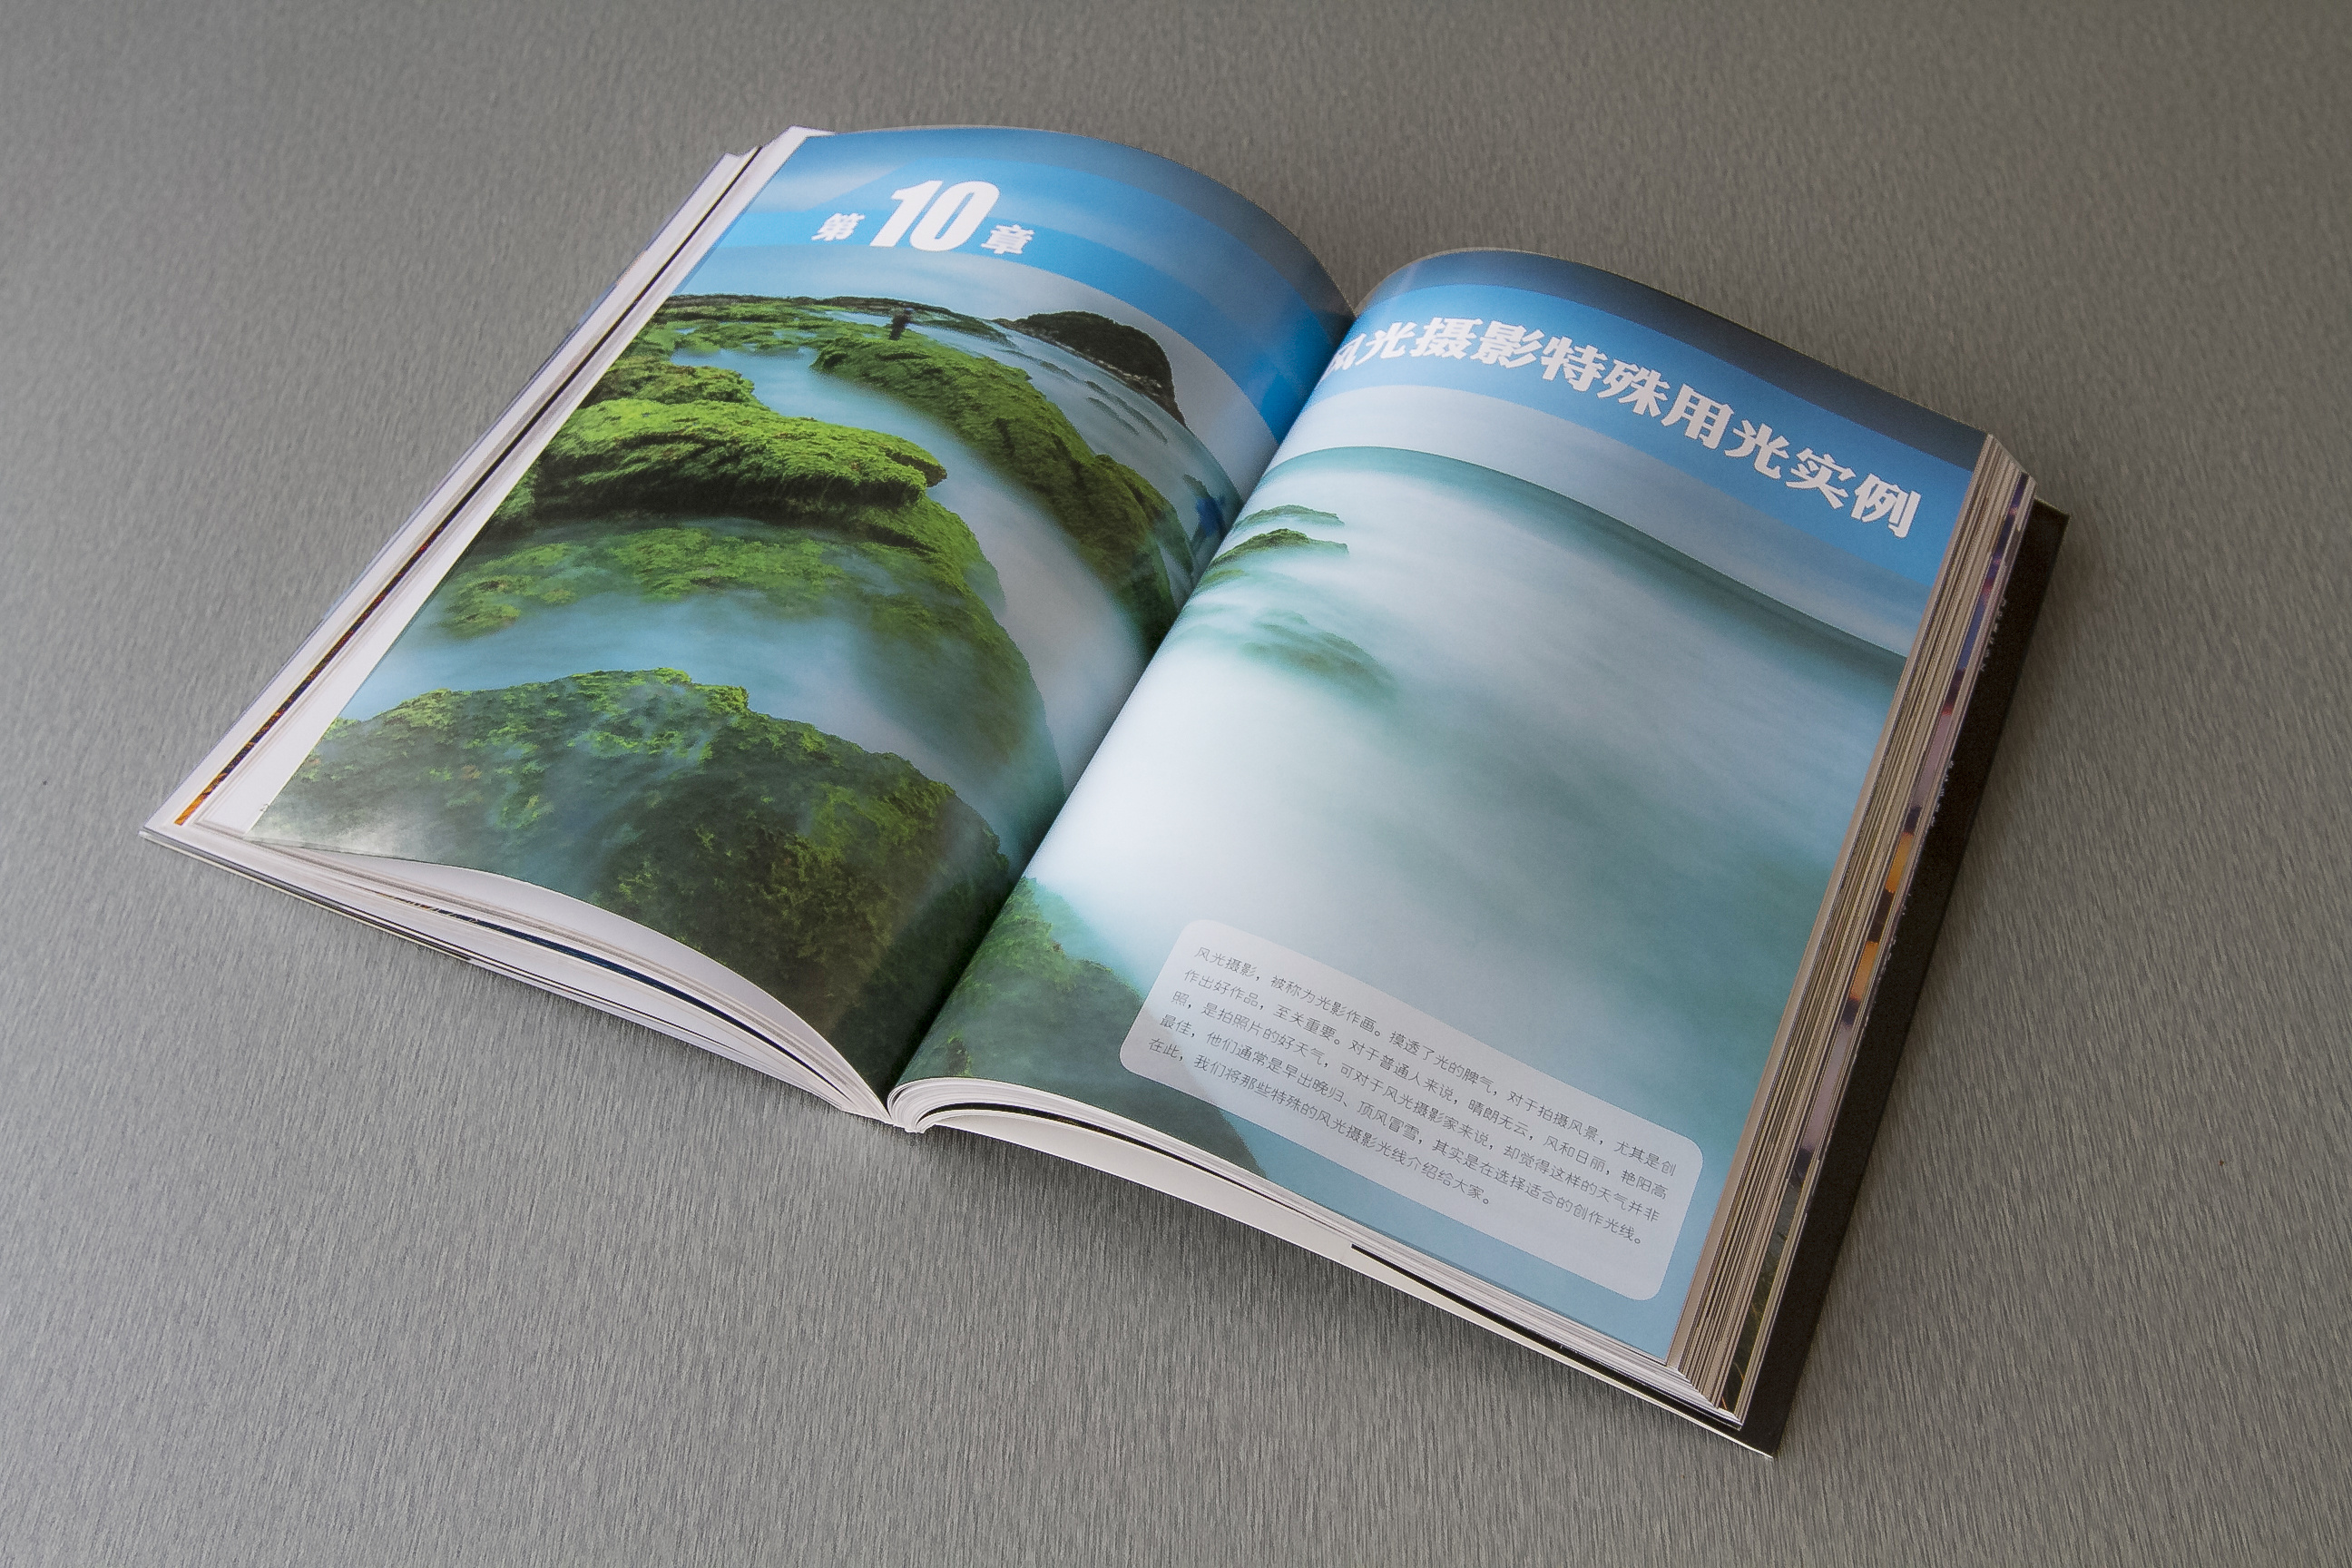 第10章
风光摄影特殊用光实例
风光摄影，被称为光影作画。摸透了光的脾气，对于拍摄风景，尤其是创
作出好作品，至关重要。对于普通人来说，晴朗无云，风和日丽，艳阳高
照，是拍照片的好天气，可对于风光摄影家来说，却觉得这样的天气并非
最佳，他们通常是早出晚归、顶风冒雪，其实是在选择适合的创作光线。
在此，我们将那些特殊的风光摄影光线介绍给大家。